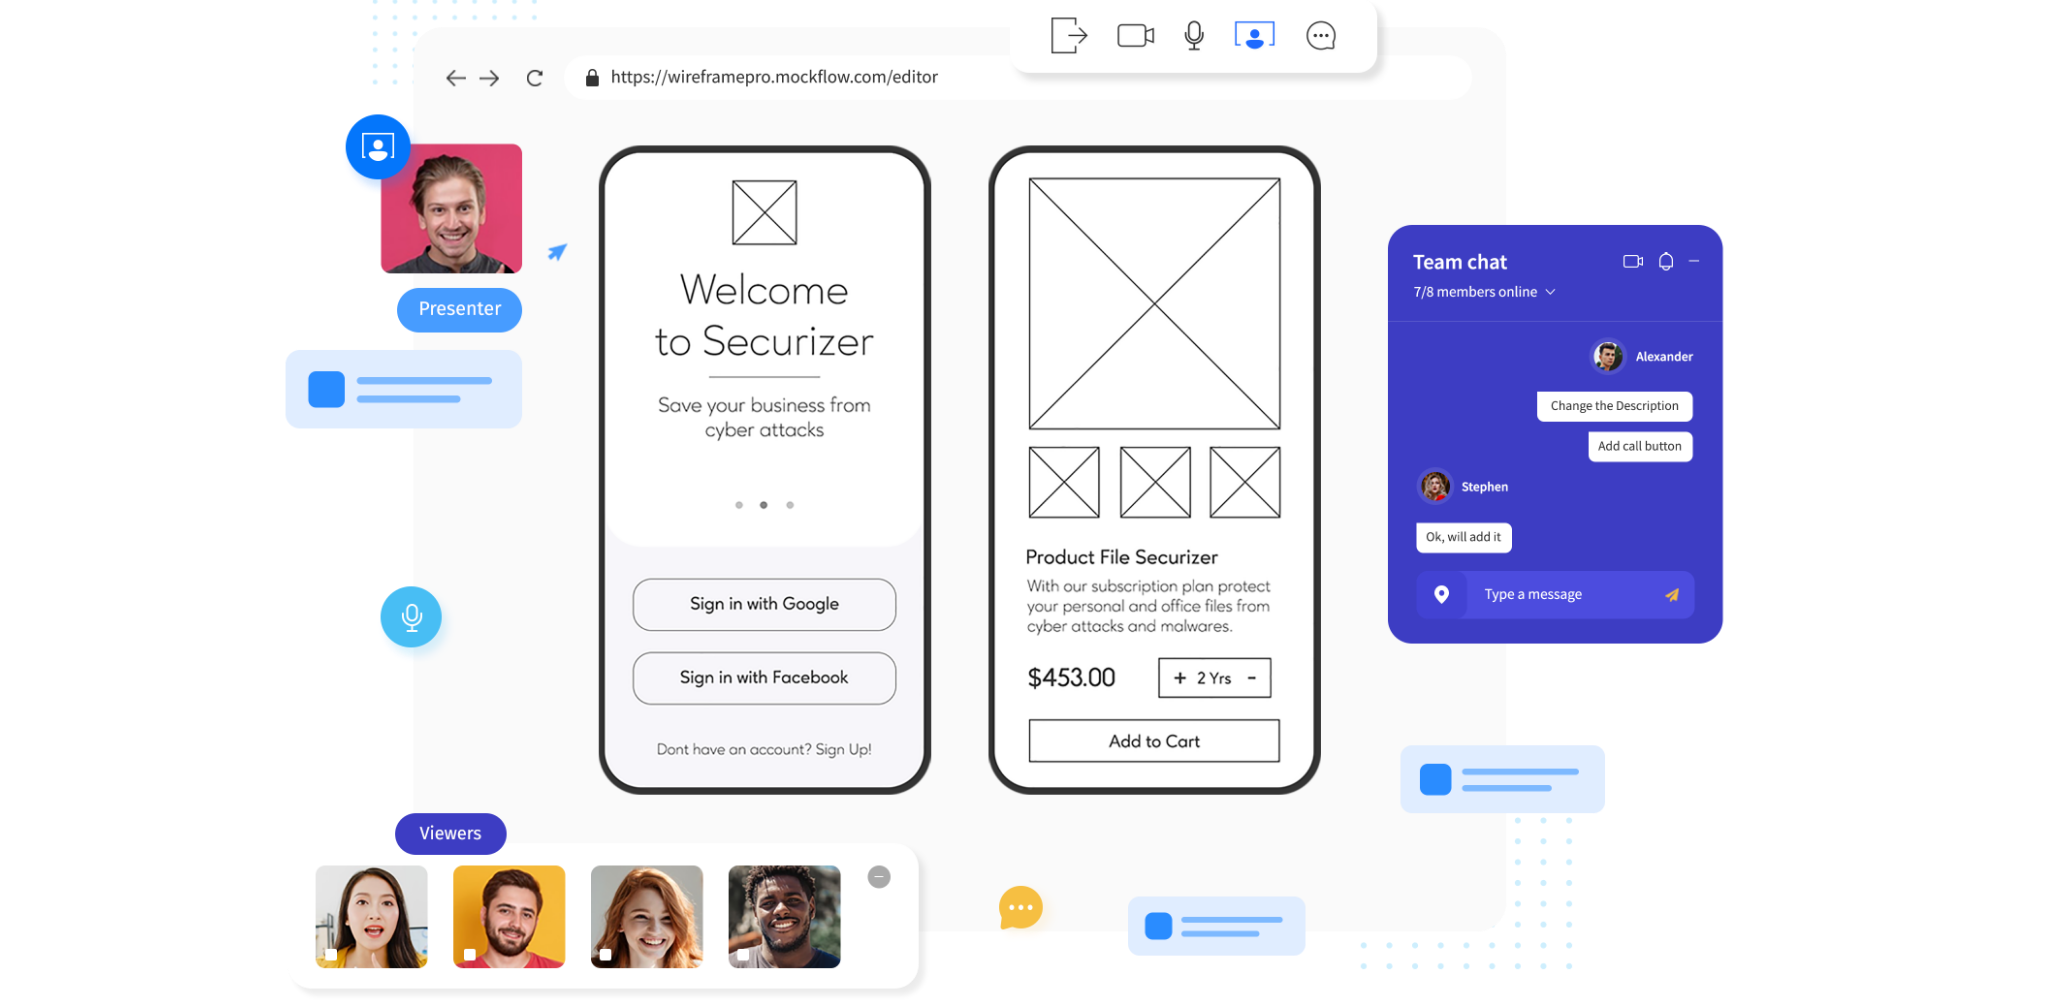 https://wireframepro.mockflow.com/editor
Presenter
Welcome
to Securizer
Save your business from
cyber attacks
Sign in with Google
Sign in with Facebook
Dont have an account? Sign Up!
Product File Securizer
With our subscription plan protect
your personal and office files from
cyber attacks and malwares.
$453.00
+ 2 Yrs -
Add to Cart
Team chat
7/8 members online
Alexander
Change the Description
Add call button
Stephen
Ok, will add it
Type a message
Viewers